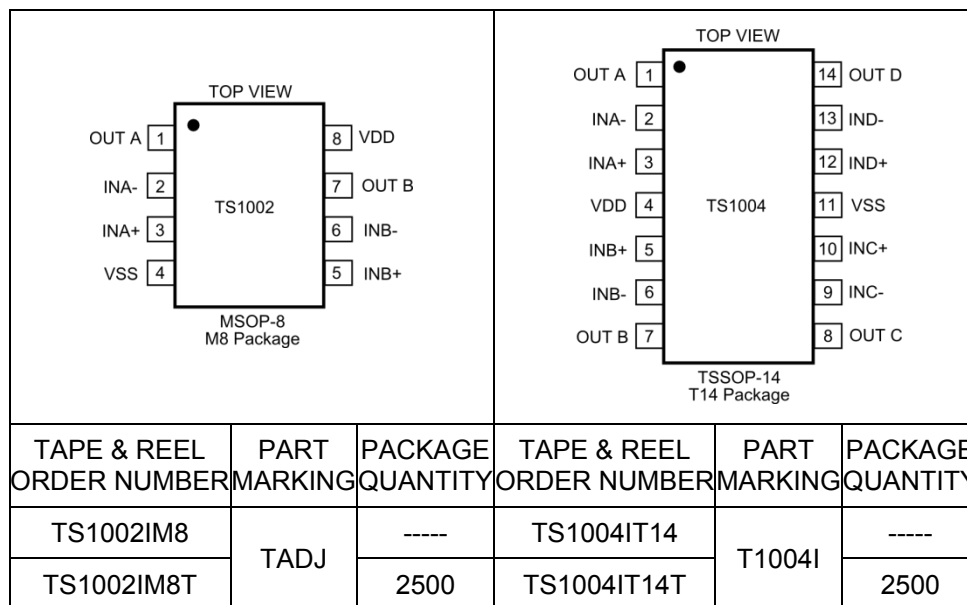 TOP VIEW
OUT A 1 8 VDD
INA- 2 7 OUT B
TS1002
INA+ 3 6 INB-
VSS 4 5 INB+
MSOP-8
M8 Package
TOP VIEW
OUT A 1 14 OUT D
INA- 2 13 IND-
INA+ 3 12 IND+
VDD 4 TS1004 11 VSS
INB+ 5 10 INC+
INB- 6 9 INC-
OUT B 7 8 OUT C
TSSOP-14
T14 Package
TAPE & REEL PART PACKAGE TAPE & REEL PART PACKAGE
ORDER NUMBER MARKING QUANTITY ORDER NUMBER MARKING QUANTITY
TS1002IM8 ----- TS1004IT14 -----
TADJ T1004I
TS1002IM8T 2500 TS1004IT14T 2500